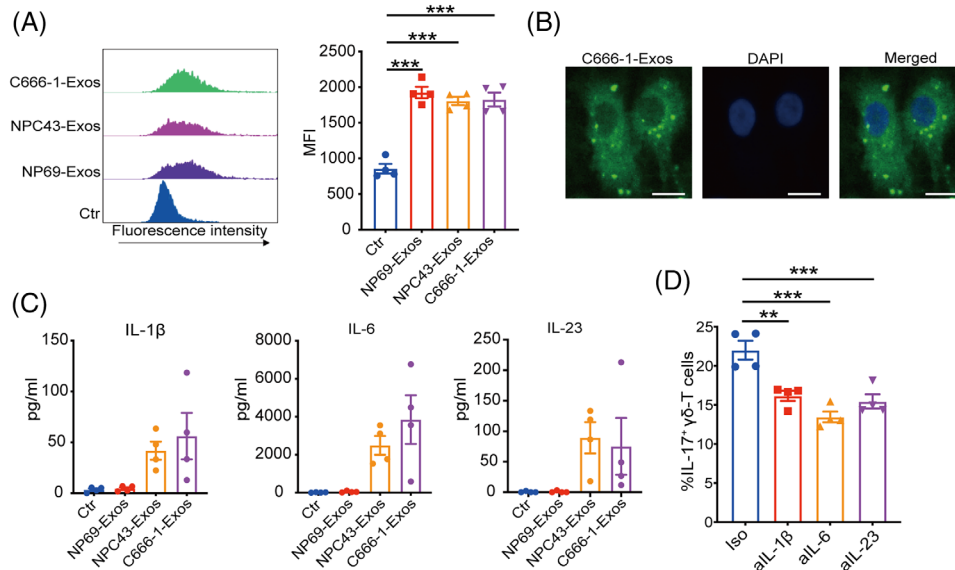 (A)
C666-1-Exos
NPC43-Exos
NP69-Exos
Ctr
Fluorescence intensity
***
***
***
MFI
2500
2000
1500
1000
500
0
Ctr
NP69-Exos
NPC43-Exos
C666-1-Exos
(B)
C666-1-Exos
DAPI
Merged
(C)
IL-1β
pg/ml
150
100
50
0
Ctr
NP69-Exos
NPC43-Exos
C666-1-Exos
IL-6
pg/ml
8000
6000
4000
2000
0
Ctr
NP69-Exos
NPC43-Exos
C666-1-Exos
IL-23
pg/ml
250
200
150
100
50
0
Ctr
NP69-Exos
NPC43-Exos
C666-1-Exos
(D)
***
***
**
%IL-17⁺ γδ-T cells
25
20
15
10
5
0
Iso
aIL-1β
aIL-6
aIL-23